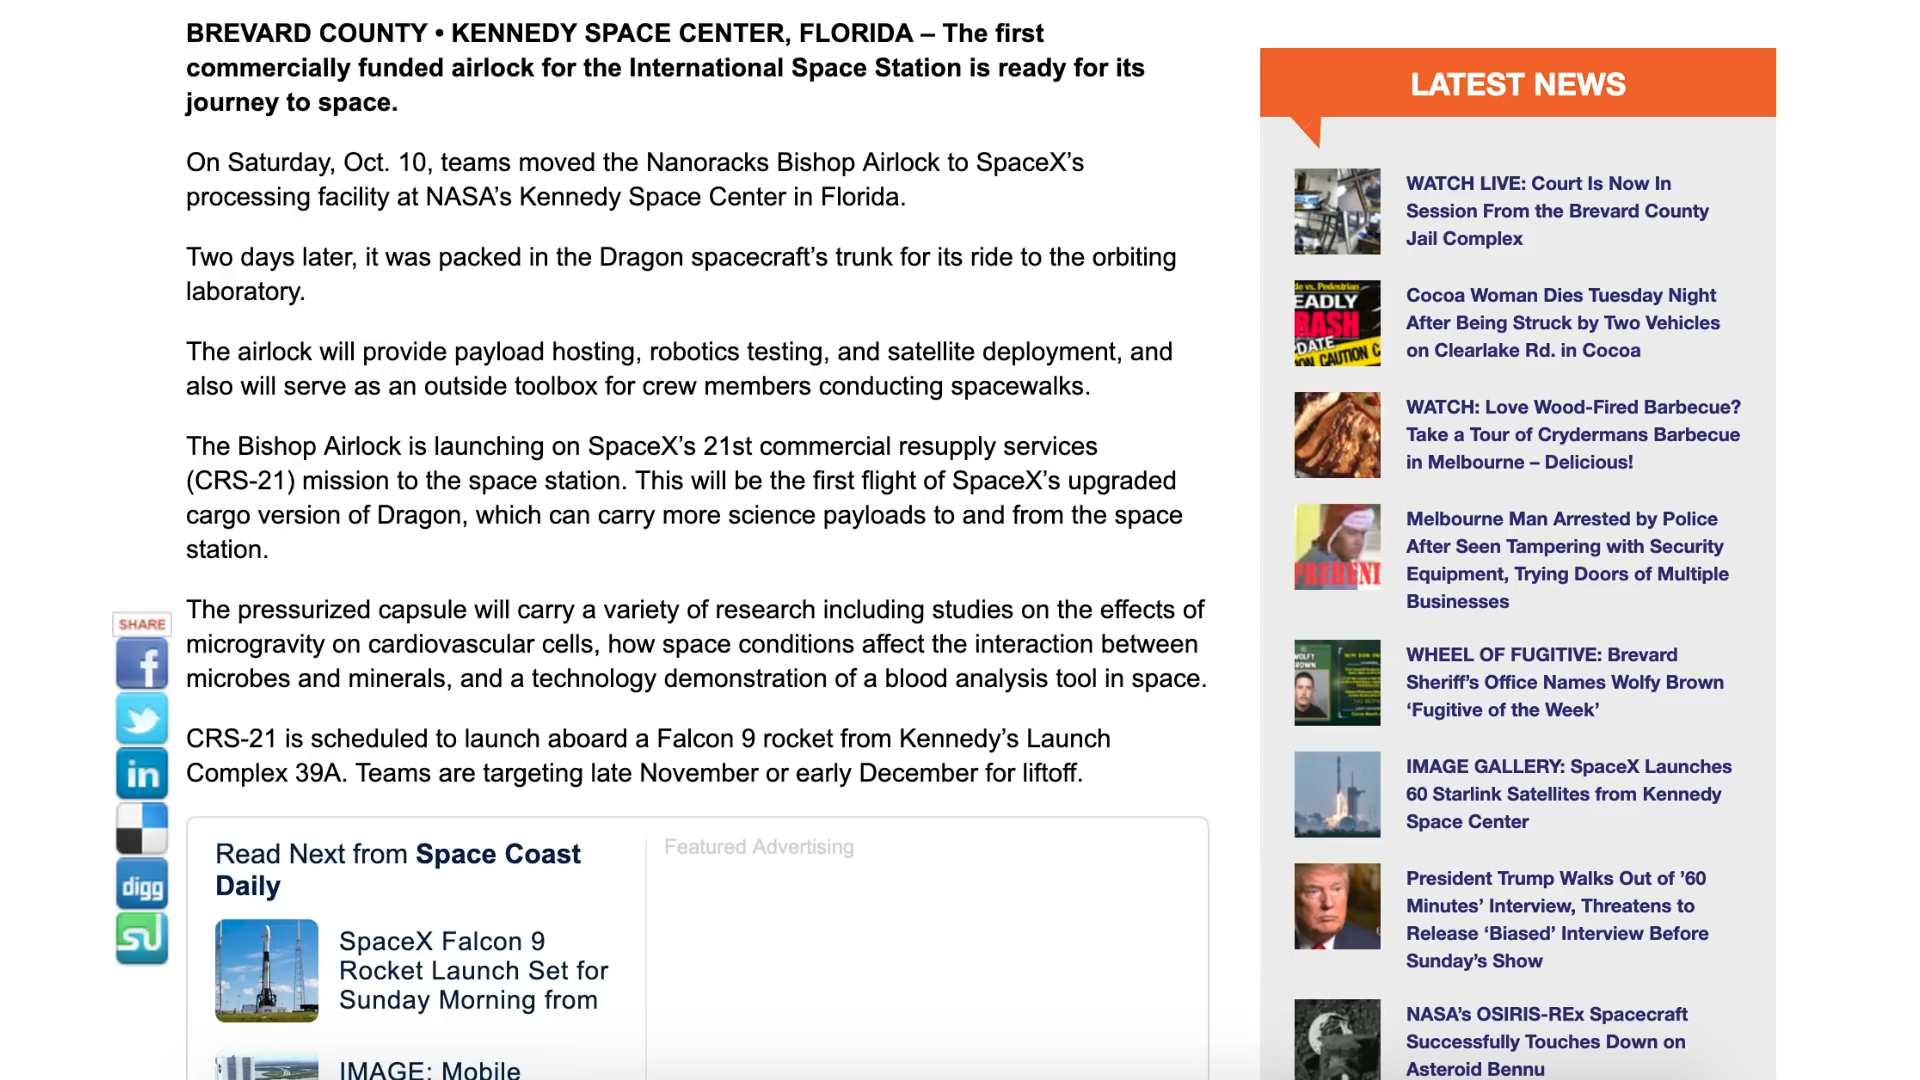 BREVARD COUNTY • KENNEDY SPACE CENTER, FLORIDA – The first
commercially funded airlock for the International Space Station is ready for its
journey to space.
On Saturday, Oct. 10, teams moved the Nanoracks Bishop Airlock to SpaceX’s
processing facility at NASA’s Kennedy Space Center in Florida.
Two days later, it was packed in the Dragon spacecraft’s trunk for its ride to the orbiting
laboratory.
The airlock will provide payload hosting, robotics testing, and satellite deployment, and
also will serve as an outside toolbox for crew members conducting spacewalks.
The Bishop Airlock is launching on SpaceX’s 21st commercial resupply services
(CRS-21) mission to the space station. This will be the first flight of SpaceX’s upgraded
cargo version of Dragon, which can carry more science payloads to and from the space
station.
The pressurized capsule will carry a variety of research including studies on the effects of
microgravity on cardiovascular cells, how space conditions affect the interaction between
microbes and minerals, and a technology demonstration of a blood analysis tool in space.
CRS-21 is scheduled to launch aboard a Falcon 9 rocket from Kennedy’s Launch
Complex 39A. Teams are targeting late November or early December for liftoff.
SHARE
f
in
digg
Read Next from Space Coast
Daily
SpaceX Falcon 9
Rocket Launch Set for
Sunday Morning from
IMAGE: Mobile
Featured Advertising
LATEST NEWS
WATCH LIVE: Court Is Now In
Session From the Brevard County
Jail Complex
de vs. Pedestrian
EADLY
RASH
DATE
ON CAUTION C
Cocoa Woman Dies Tuesday Night
After Being Struck by Two Vehicles
on Clearlake Rd. in Cocoa
WATCH: Love Wood-Fired Barbecue?
Take a Tour of Crydermans Barbecue
in Melbourne – Delicious!
PREHENI
Melbourne Man Arrested by Police
After Seen Tampering with Security
Equipment, Trying Doors of Multiple
Businesses
WOLFY
ROWN
WHEEL OF FUGITIVE: Brevard
Sheriff’s Office Names Wolfy Brown
‘Fugitive of the Week’
IMAGE GALLERY: SpaceX Launches
60 Starlink Satellites from Kennedy
Space Center
President Trump Walks Out of ’60
Minutes’ Interview, Threatens to
Release ‘Biased’ Interview Before
Sunday’s Show
NASA’s OSIRIS-REx Spacecraft
Successfully Touches Down on
Asteroid Bennu